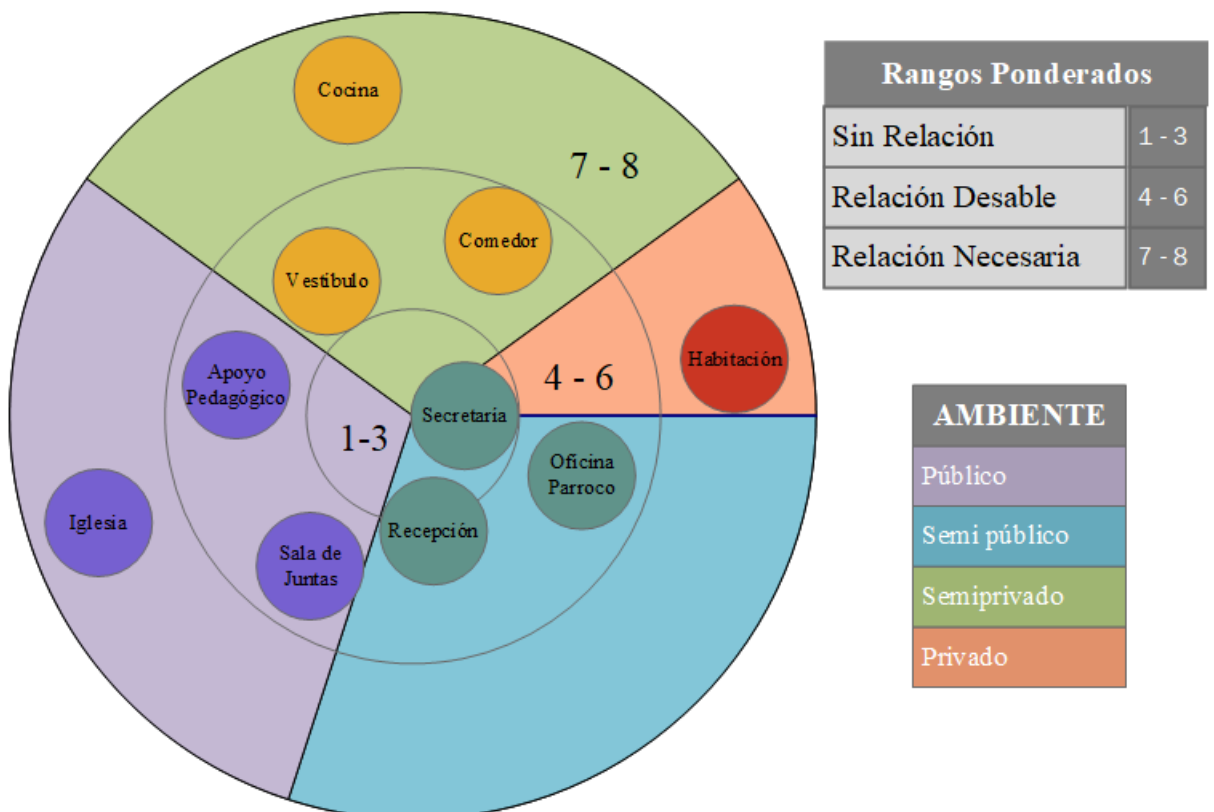 Cocina
7 - 8
Comedor
Vestíbulo
Habitación
4 - 6
Apoyo
Pedagógico
Secretaría
1-3
Oficina
Parroco
Iglesia
Recepción
Sala de
Juntas
Rangos Ponderados
Sin Relación 1 - 3
Relación Desable 4 - 6
Relación Necesaria 7 - 8
AMBIENTE
Público
Semi público
Semiprivado
Privado